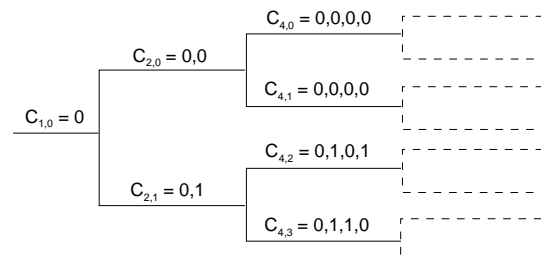 C4,0 = 0,0,0,0
C2,0 = 0,0
C4,1 = 0,0,0,0
C1,0 = 0
C4,2 = 0,1,0,1
C2,1 = 0,1
C4,3 = 0,1,1,0